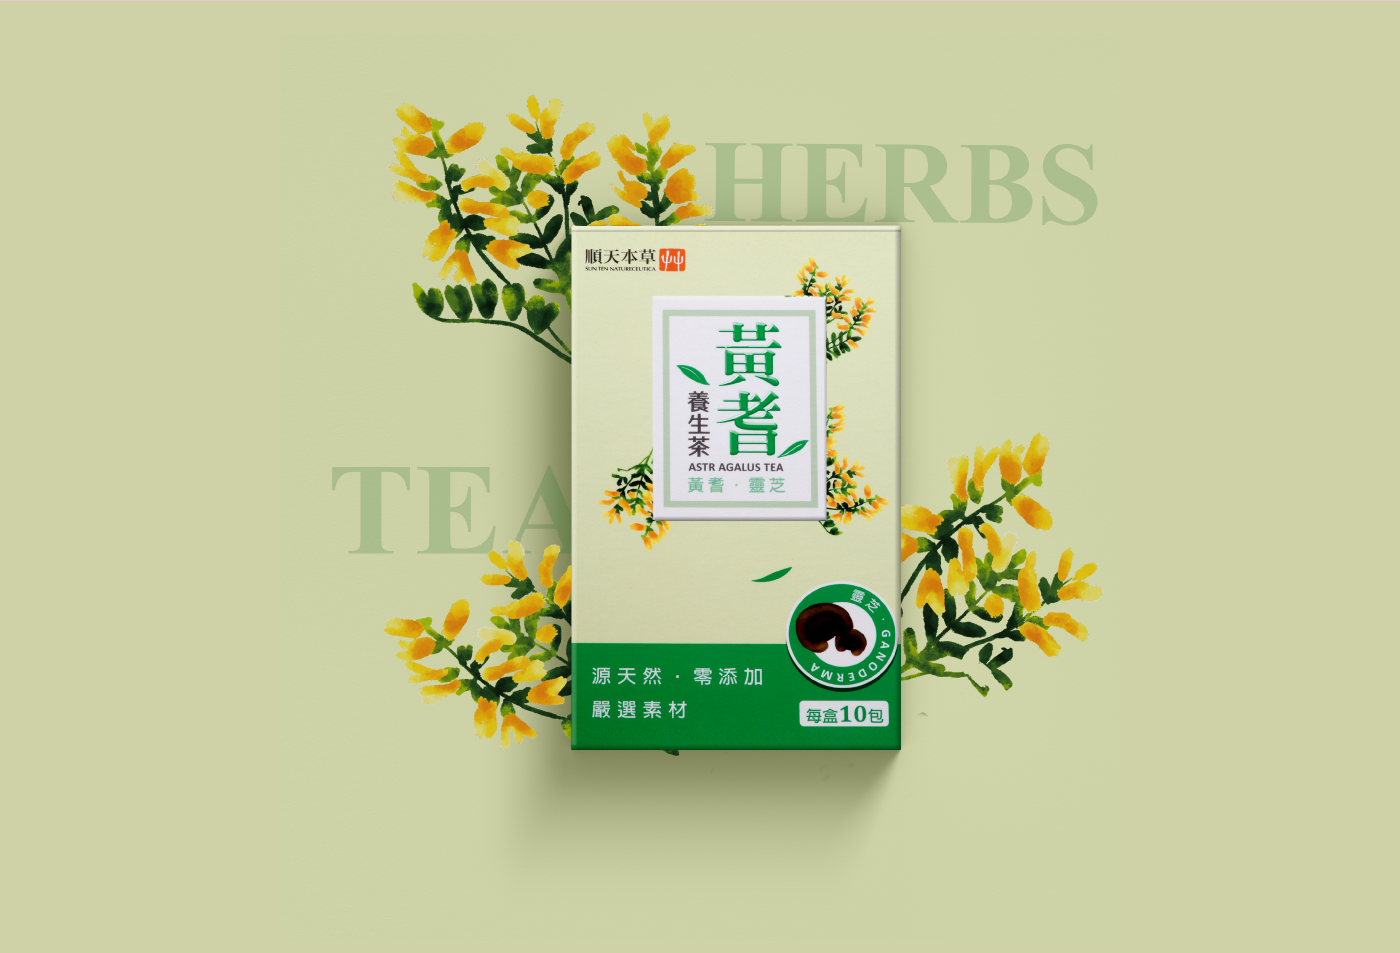 HERBS
順天本草
SUN TEN NATURECEUTICA
黃耆
養生茶
ASTR AGALUS TEA
黃耆・靈芝
TEA
靈芝・GANODERMA
源天然・零添加
嚴選素材
每盒10包